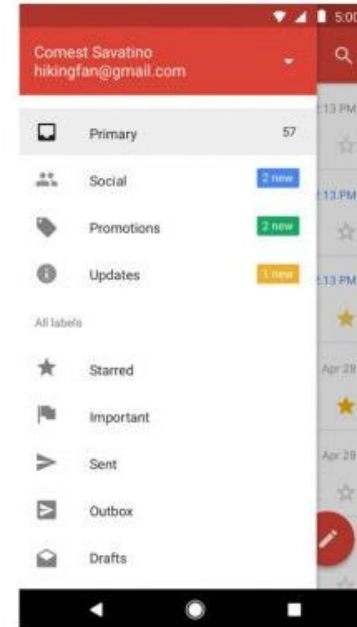 5:00
Comest Savatino
hikingfan@gmail.com
Primary 57
Social 2 new
Promotions 2 new
Updates 1 new
All labels
Starred
Important
Sent
Outbox
Drafts
:13 PM
:13 PM
:13 PM
Apr 28
Apr 28